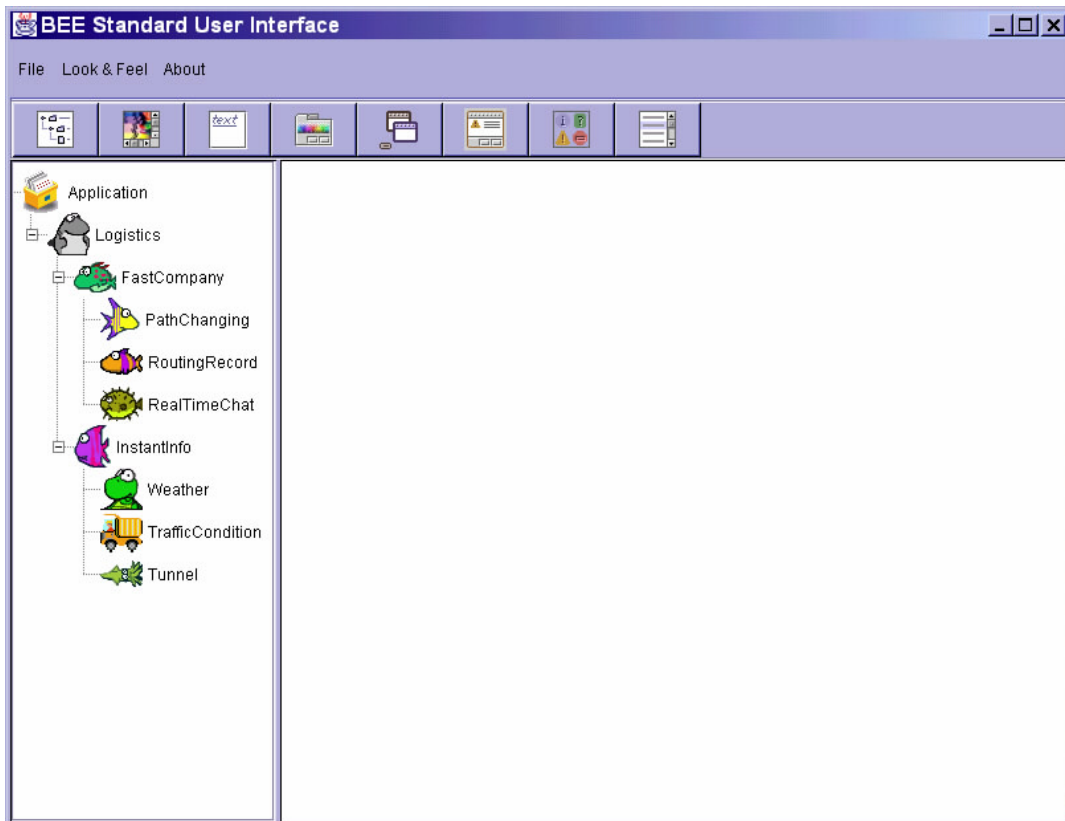 BEE Standard User Interface
File Look & Feel About
text
Application
Logistics
FastCompany
PathChanging
RoutingRecord
RealTimeChat
InstantInfo
Weather
TrafficCondition
Tunnel